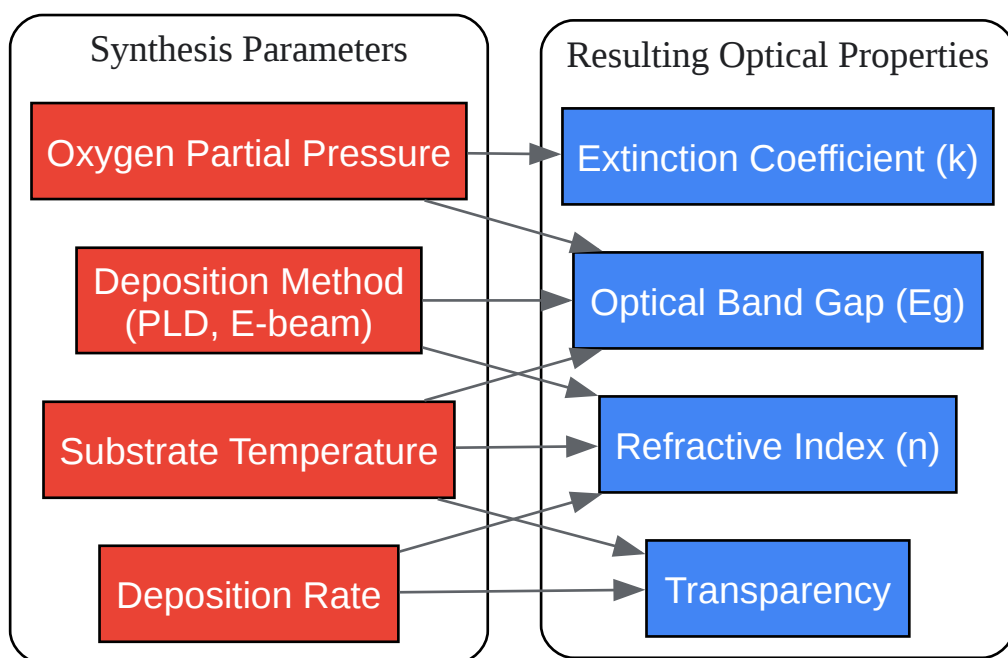 Synthesis Parameters
Oxygen Partial Pressure
Deposition Method
(PLD, E-beam)
Substrate Temperature
Deposition Rate
Resulting Optical Properties
Extinction Coefficient (k)
Optical Band Gap (Eg)
Refractive Index (n)
Transparency